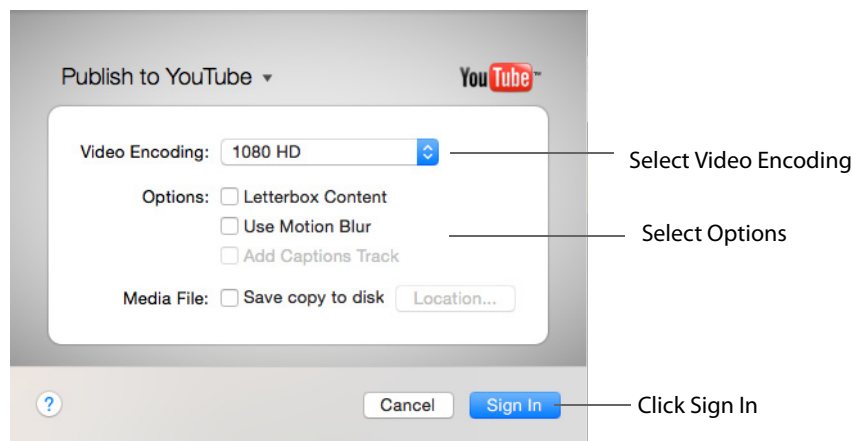 Publish to YouTube
YouTube™
Video Encoding: 1080 HD
Select Video Encoding
Options: Letterbox Content
Use Motion Blur
Select Options
Add Captions Track
Media File: Save copy to disk Location...
? Cancel Sign In
Click Sign In